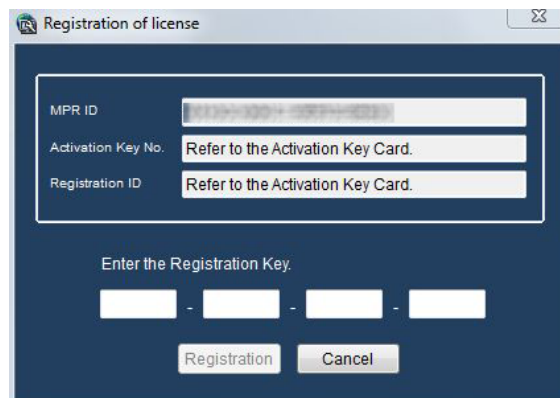 Registration of license
MPR ID
Activation Key No. Refer to the Activation Key Card.
Registration ID Refer to the Activation Key Card.
Enter the Registration Key.
- - -
Registration Cancel